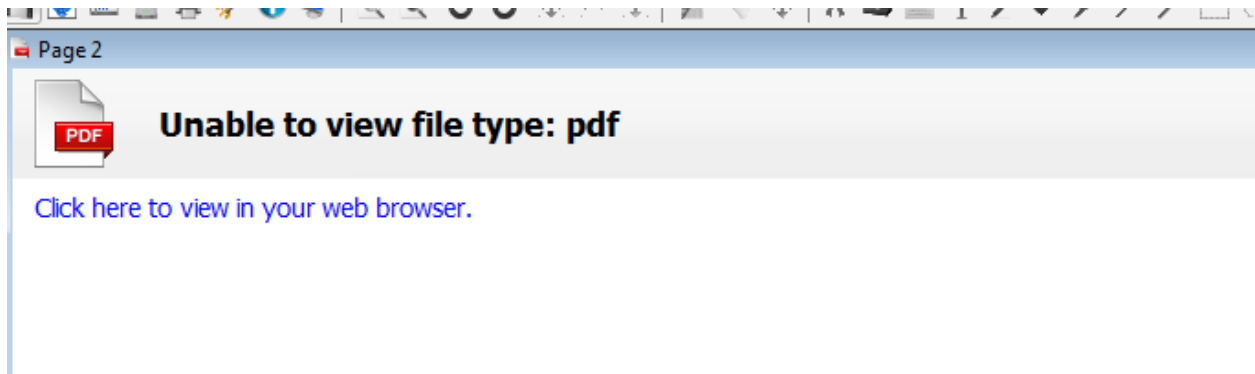 Page 2
PDF
Unable to view file type: pdf
Click here to view in your web browser.